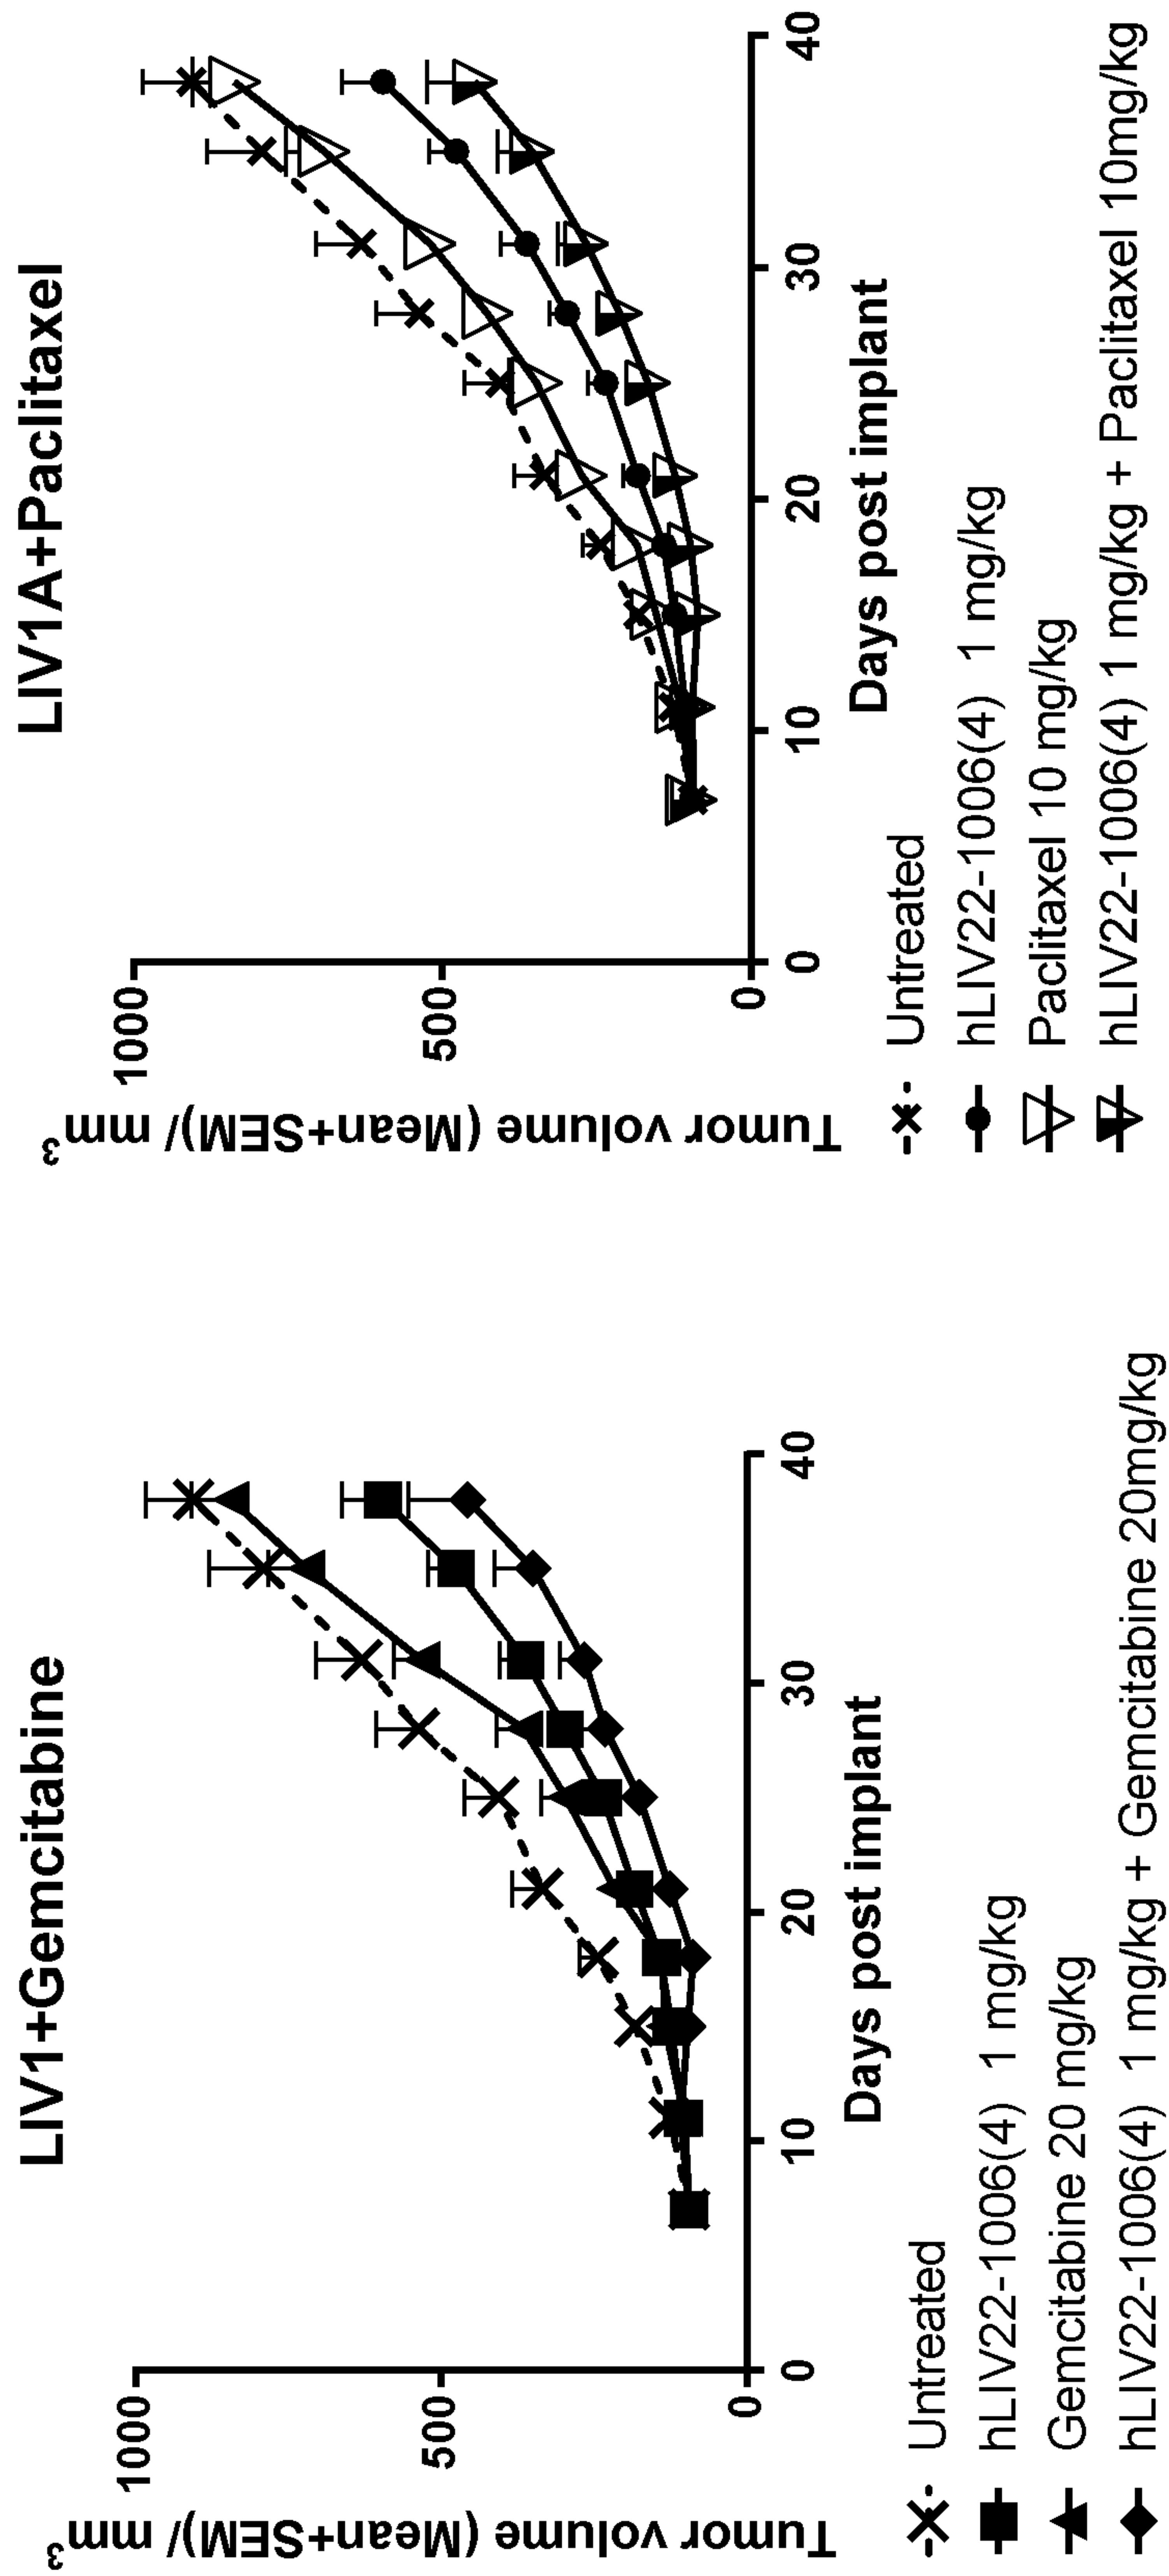 LIV1+Gemcitabine
Tumor volume (Mean+SEM)/ mm³
1000
500
0
0
10
20
30
40
Days post implant
Untreated
hLIV22-1006(4) 1 mg/kg
Gemcitabine 20 mg/kg
hLIV22-1006(4) 1 mg/kg + Gemcitabine 20mg/kg
LIV1A+Paclitaxel
Tumor volume (Mean+SEM)/ mm³
1000
500
0
0
10
20
30
40
Days post implant
Untreated
hLIV22-1006(4) 1 mg/kg
Paclitaxel 10 mg/kg
hLIV22-1006(4) 1 mg/kg + Paclitaxel 10mg/kg